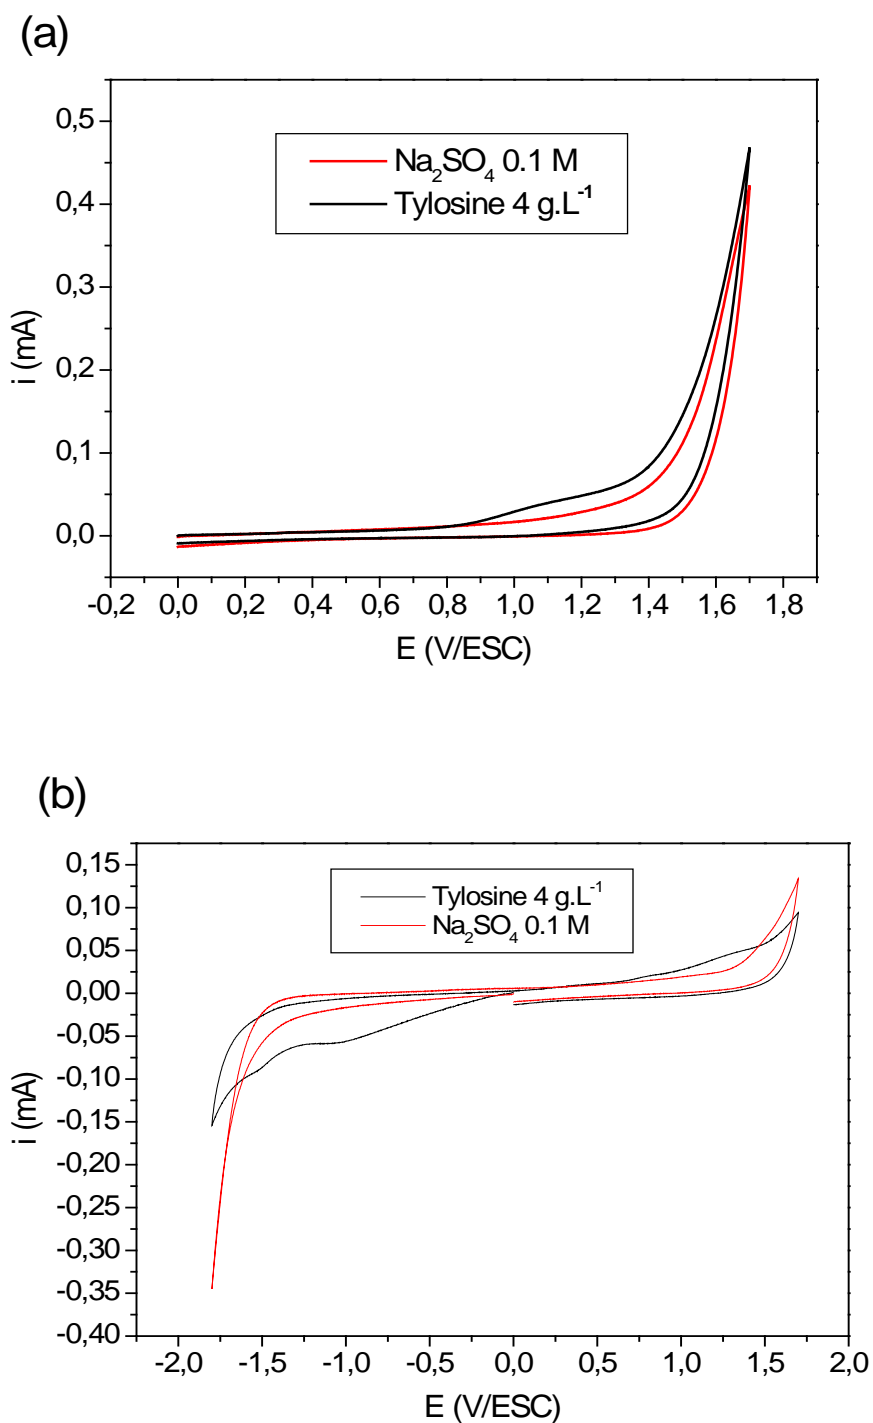 (a)
0,5
0,4
0,3
0,2
0,1
0,0
i (mA)
Na₂SO₄ 0.1 M
Tylosine 4 g.L⁻¹
-0,2 0,0 0,2 0,4 0,6 0,8 1,0 1,2 1,4 1,6 1,8
E (V/ESC)
(b)
0,15
0,10
0,05
0,00
-0,05
-0,10
-0,15
-0,20
-0,25
-0,30
-0,35
-0,40
i (mA)
Tylosine 4 g.L⁻¹
Na₂SO₄ 0.1 M
-2,0 -1,5 -1,0 -0,5 0,0 0,5 1,0 1,5 2,0
E (V/ESC)